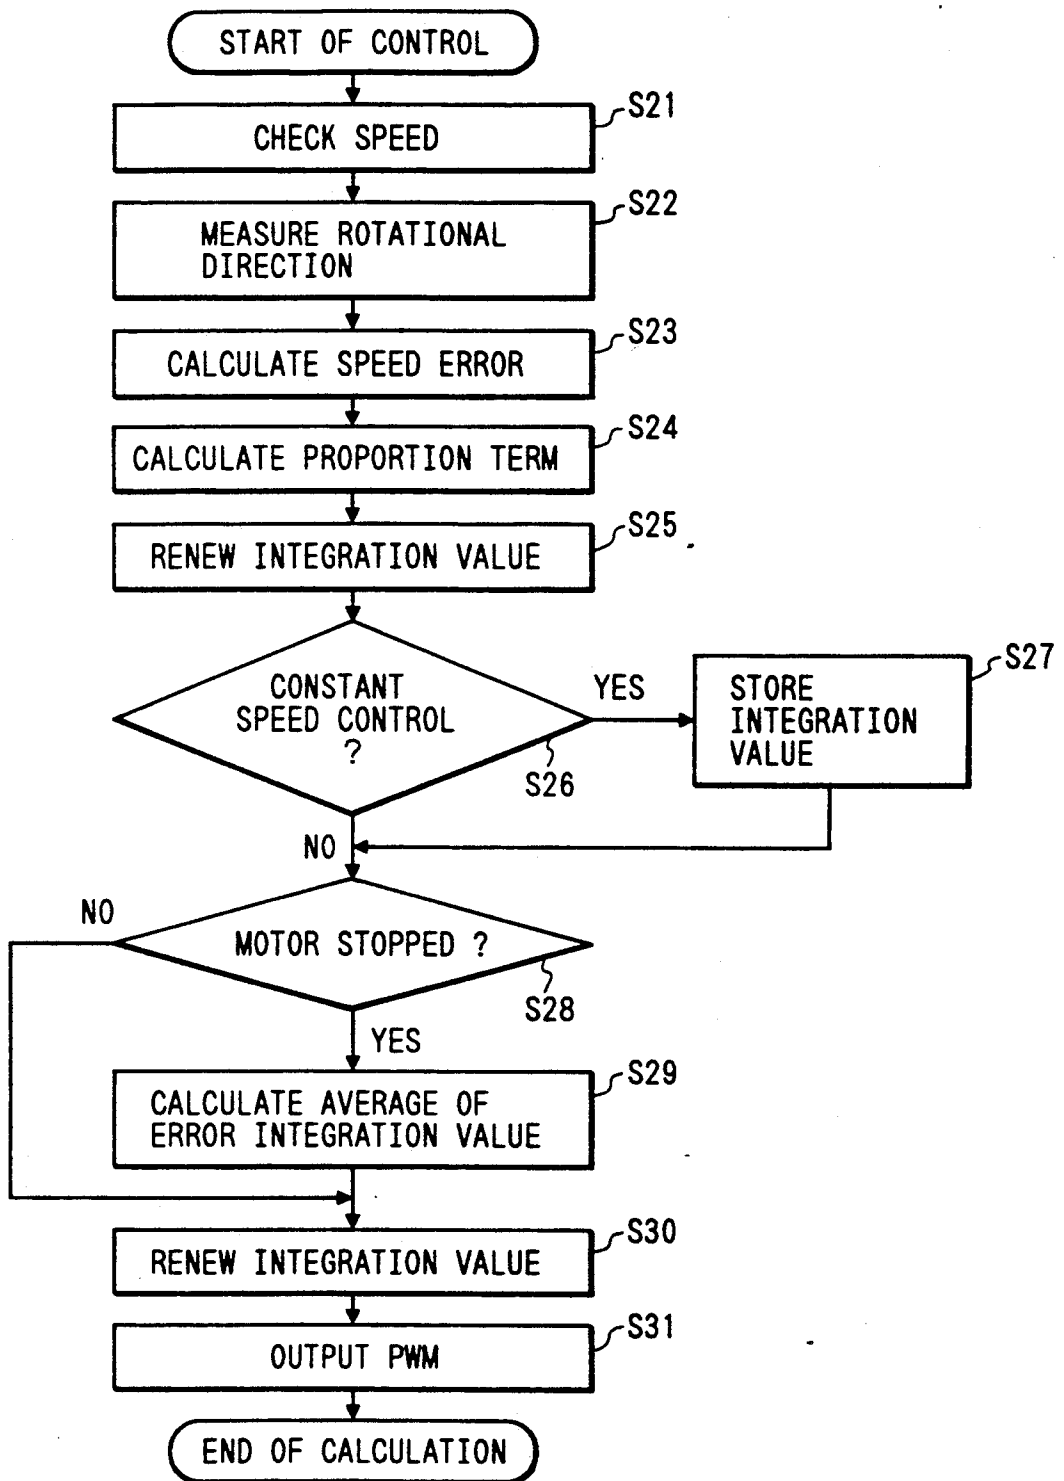 START OF CONTROL
S21
CHECK SPEED
S22
MEASURE ROTATIONAL
DIRECTION
S23
CALCULATE SPEED ERROR
S24
CALCULATE PROPORTION TERM
S25
RENEW INTEGRATION VALUE
CONSTANT
SPEED CONTROL
?
S26
YES
S27
STORE
INTEGRATION
VALUE
NO
NO
MOTOR STOPPED ?
S28
YES
S29
CALCULATE AVERAGE OF
ERROR INTEGRATION VALUE
S30
RENEW INTEGRATION VALUE
S31
OUTPUT PWM
END OF CALCULATION